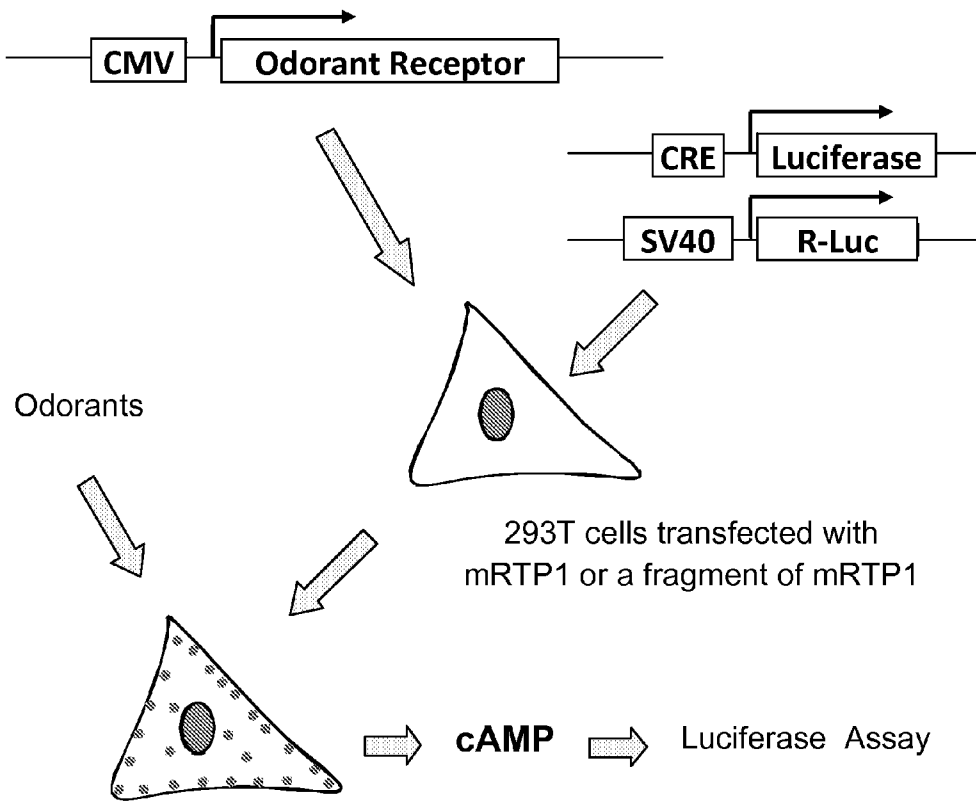 CMV
Odorant Receptor
CRE
Luciferase
SV40
R-Luc
Odorants
293T cells transfected with
mRTP1 or a fragment of mRTP1
cAMP
Luciferase Assay